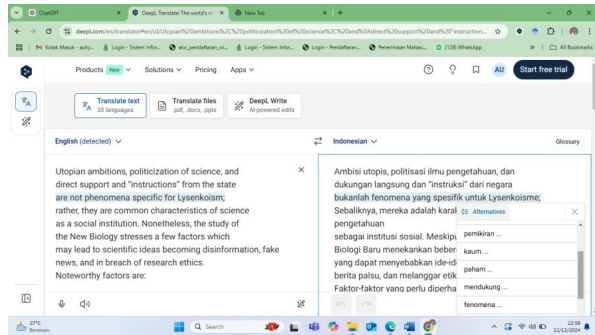 ChatGPT
DeepL Translate: The world's m
New Tab
deepl.com/en/translator#en/id/Utopian%20ambitions%2C%20politicization%20of%20science%2C%20and%0Adirect%20support%20and%20"instruction...
Kotak Masuk - auliy...
Login - Sistem Infor...
atur_pendaftaran_wi...
Login - Sistem Infor...
Login - Pendaftaran...
Penerimaan Mahasi...
(128) WhatsApp
All Bookmarks
Products New
Solutions
Pricing
Apps
AU
Start free trial
Translate text
33 languages
Translate files
.pdf, .docx, .pptx
DeepL Write
AI-powered edits
English (detected)
Indonesian
Glossary
Utopian ambitions, politicization of science, and
direct support and "instructions" from the state
are not phenomena specific for Lysenkoism;
rather, they are common characteristics of science
as a social institution. Nonetheless, the study of
the New Biology stresses a few factors which
may lead to scientific ideas becoming disinformation, fake
news, and in breach of research ethics.
Noteworthy factors are:
Ambisi utopis, politisasi ilmu pengetahuan, dan
dukungan langsung dan "instruksi" dari negara
bukanlah fenomena yang spesifik untuk Lysenkoisme;
Sebaliknya, mereka adalah karak
pengetahuan
sebagai institusi sosial. Meskipu
Biologi Baru menekankan beber
yang dapat menyebabkan ide-id
berita palsu, dan melanggar etik
Faktor-faktor yang perlu diperha
Alternatives
pemikiran ...
kaum ...
paham ...
mendukung ...
fenomena ...
27°C
Berawan
Search
22:59
12/12/2024